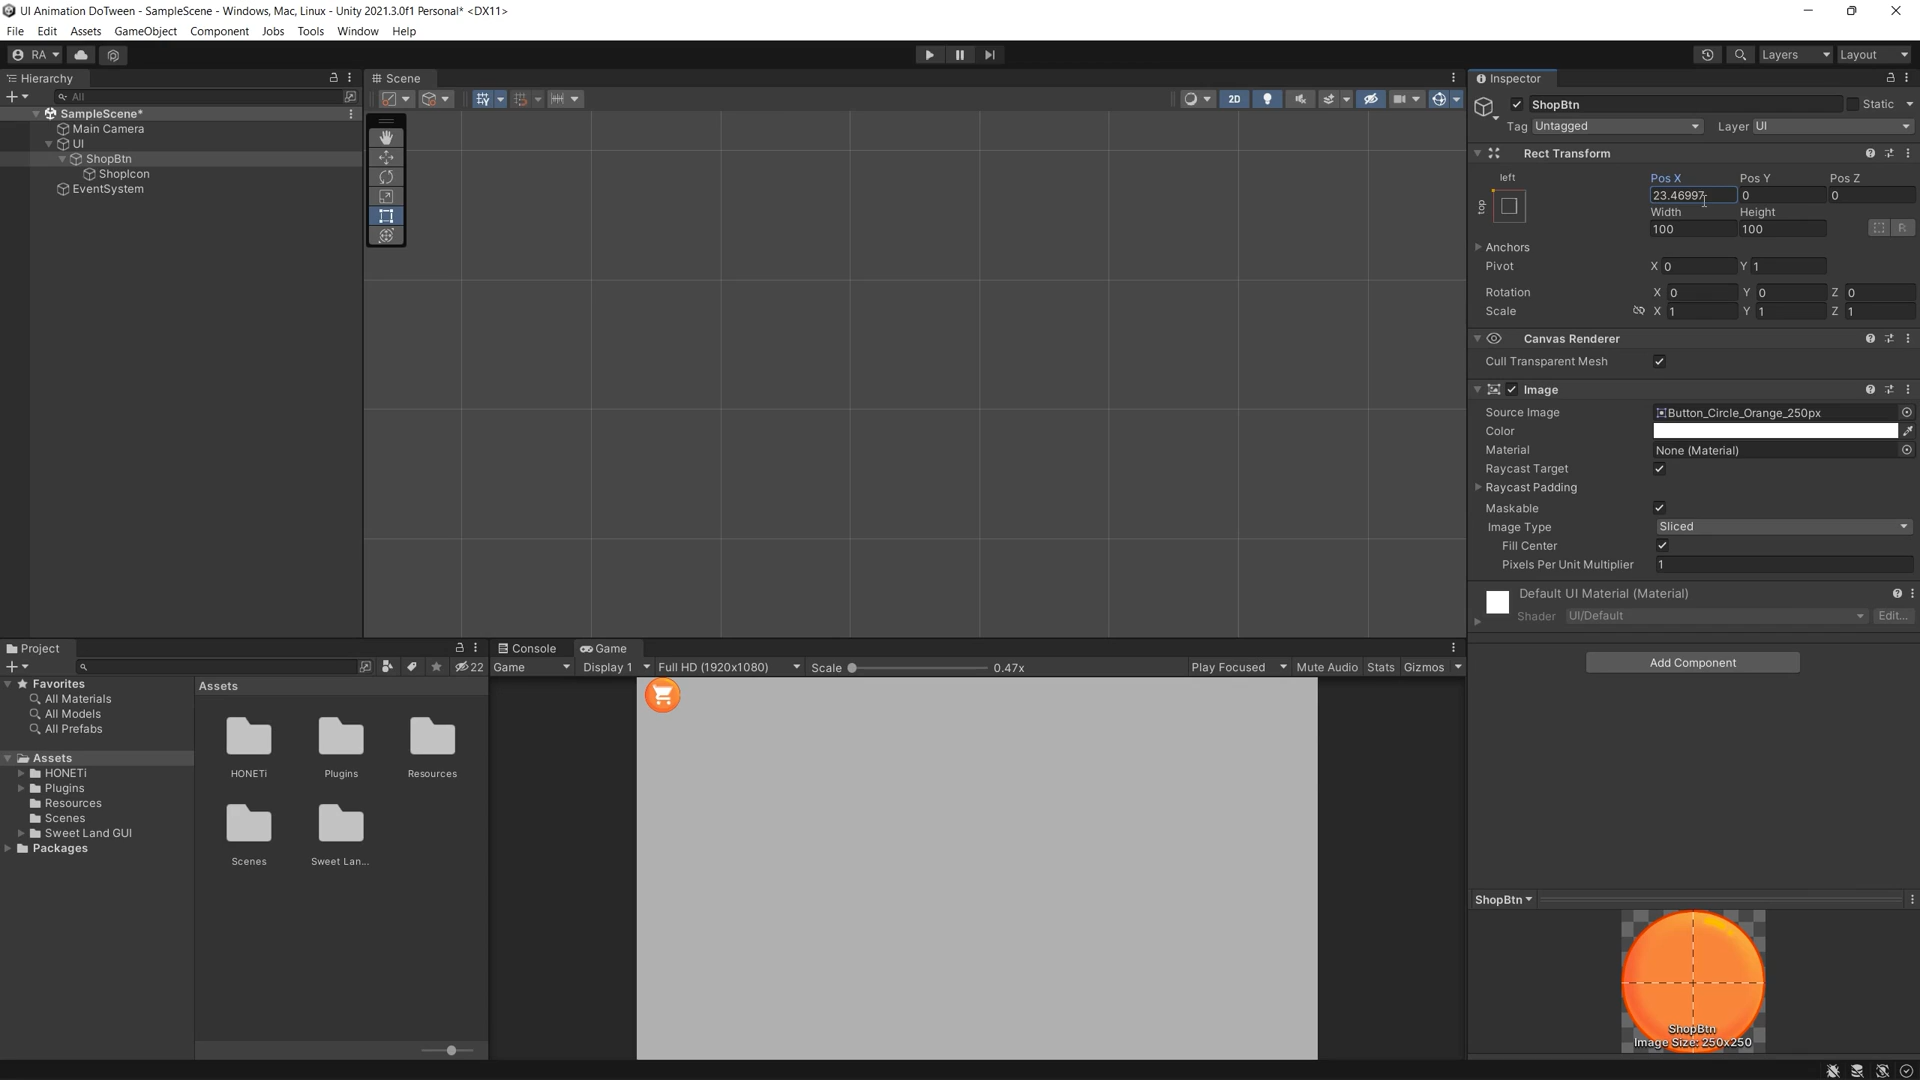 UI Animation DoTween - SampleScene - Windows, Mac, Linux - Unity 2021.3.0f1 Personal* <DX11>
File Edit Assets GameObject Component Jobs Tools Window Help
RA Layers Layout
Hierarchy
All
SampleScene*
Main Camera
UI
ShopBtn
ShopIcon
EventSystem
Scene
2D
Inspector
ShopBtn Static
Tag Untagged Layer UI
Rect Transform
left
top
Pos X Pos Y Pos Z
23.46997 0 0
Width Height
100 100
R
Anchors
Pivot X 0 Y 1
Rotation X 0 Y 0 Z 0
Scale X 1 Y 1 Z 1
Canvas Renderer
Cull Transparent Mesh
Image
Source Image Button_Circle_Orange_250px
Color
Material None (Material)
Raycast Target
Raycast Padding
Maskable
Image Type Sliced
Fill Center
Pixels Per Unit Multiplier 1
Default UI Material (Material)
Shader UI/Default Edit...
Add Component
ShopBtn
ShopBtn
Image Size: 250x250
Project
22
Favorites
All Materials
All Models
All Prefabs
Assets
HONETi
Plugins
Resources
Scenes
Sweet Land GUI
Packages
Assets
HONETi Plugins Resources
Scenes Sweet Lan...
Console Game
Game Display 1 Full HD (1920x1080) Scale 0.47x Play Focused Mute Audio Stats Gizmos